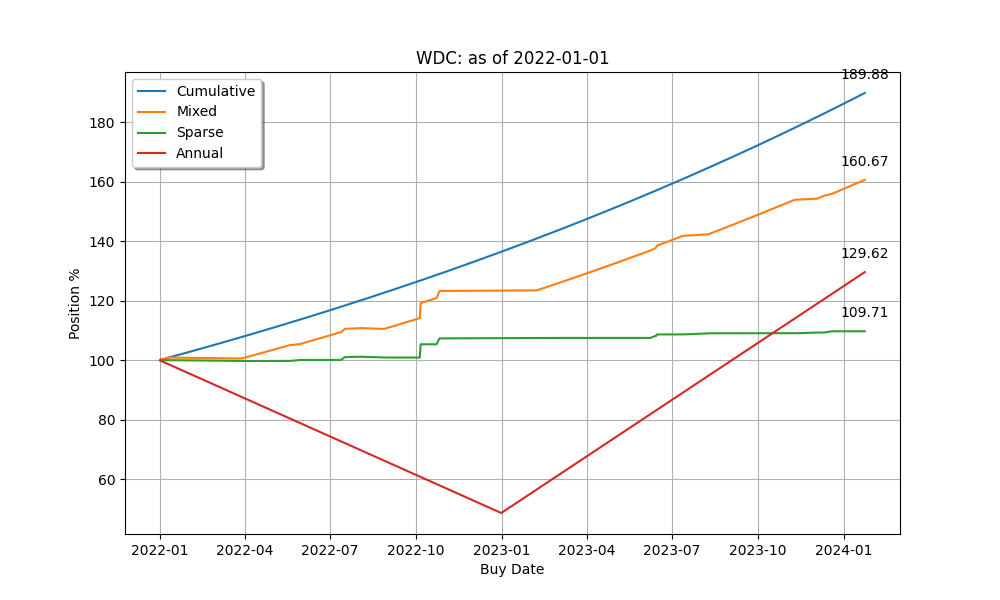 WDC: as of 2022-01-01
Cumulative
Mixed
Sparse
Annual
189.88
160.67
129.62
109.71
Position %
180
160
140
120
100
80
60
2022-01 2022-04 2022-07 2022-10 2023-01 2023-04 2023-07 2023-10 2024-01
Buy Date